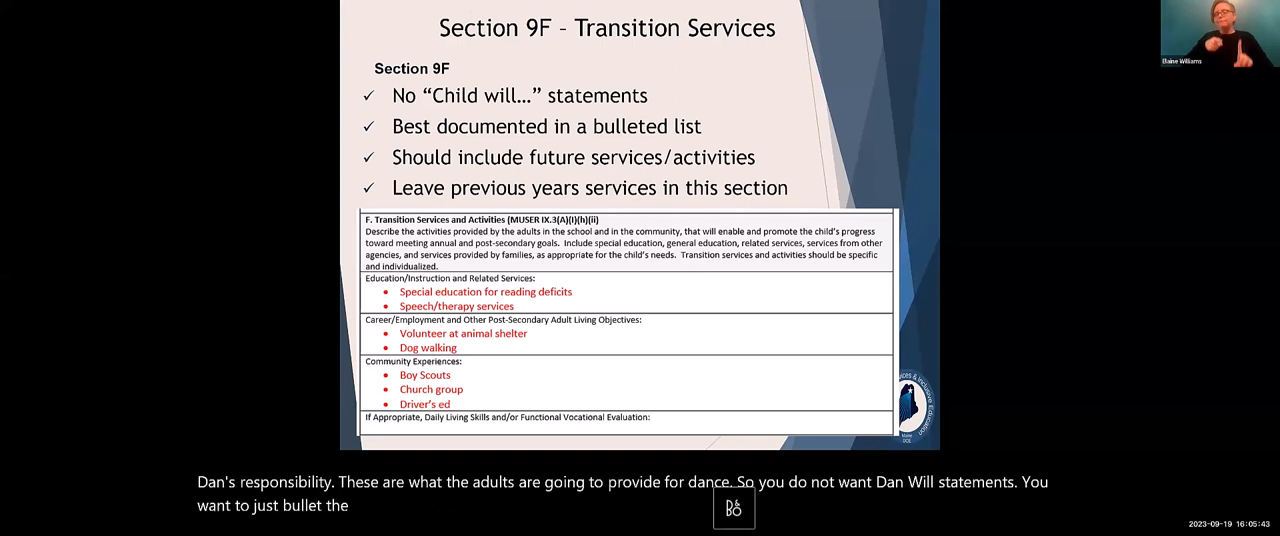 Section 9F – Transition Services
Section 9F
✓ No “Child will…” statements
✓ Best documented in a bulleted list
✓ Should include future services/activities
✓ Leave previous years services in this section
F. Transition Services and Activities (MUSER IX.3(A)(I)(h)(ii)
Describe the activities provided by the adults in the school and in the community, that will enable and promote the child's progress
toward meeting annual and post-secondary goals. Include special education, general education, related services, services from other
agencies, and services provided by families, as appropriate for the child's needs. Transition services and activities should be specific
and individualized.
Education/Instruction and Related Services:
• Special education for reading deficits
• Speech/therapy services
Career/Employment and Other Post-Secondary Adult Living Objectives:
• Volunteer at animal shelter
• Dog walking
Community Experiences:
• Boy Scouts
• Church group
• Driver's ed
If Appropriate, Daily Living Skills and/or Functional Vocational Evaluation:
Elaine Williams
& Inclusive Education
Maine
DOE
Dan's responsibility. These are what the adults are going to provide for dance. So you do not want Dan Will statements. You
want to just bullet the
B&O
2023-09-19 16:05:43